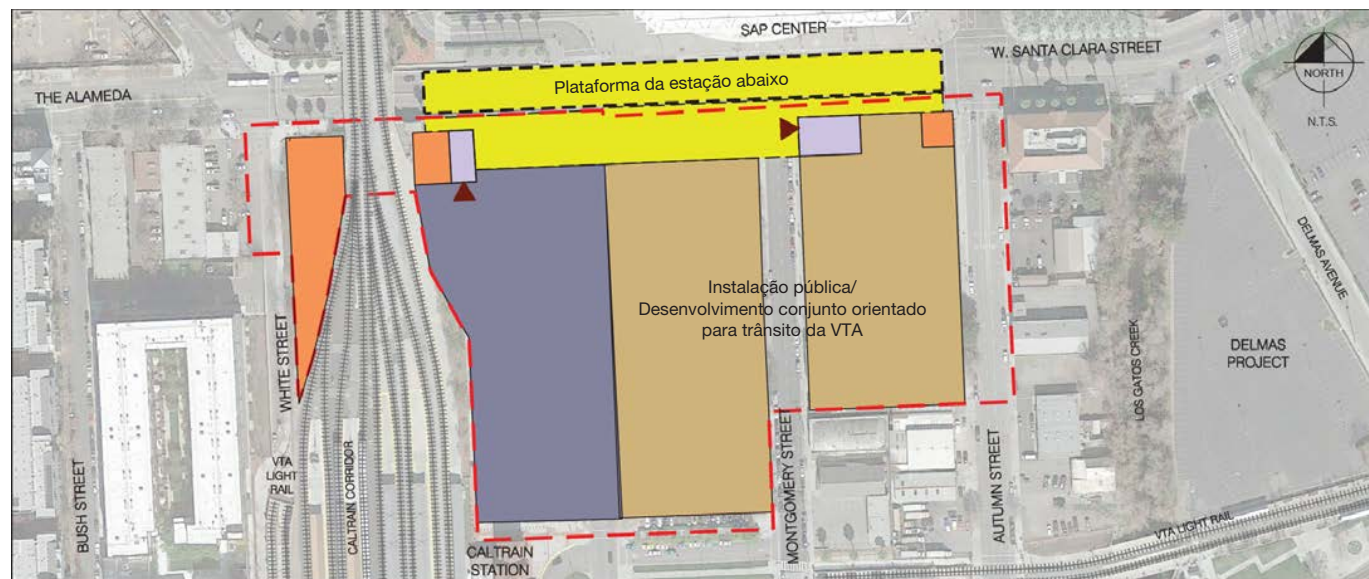 SAP CENTER
W. SANTA CLARA STREET
NORTH
N.T.S.
THE ALAMEDA
Plataforma da estação abaixo
Instalação pública/
Desenvolvimento conjunto orientado
para trânsito da VTA
BUSH STREET
WHITE STREET
VTA
LIGHT
RAIL
CALTRAIN CORRIDOR
CALTRAIN
STATION
MONTGOMERY STREET
AUTUMN STREET
LOS GATOS CREEK
DELMAS
PROJECT
DELMAS AVENUE
VTA LIGHT RAIL